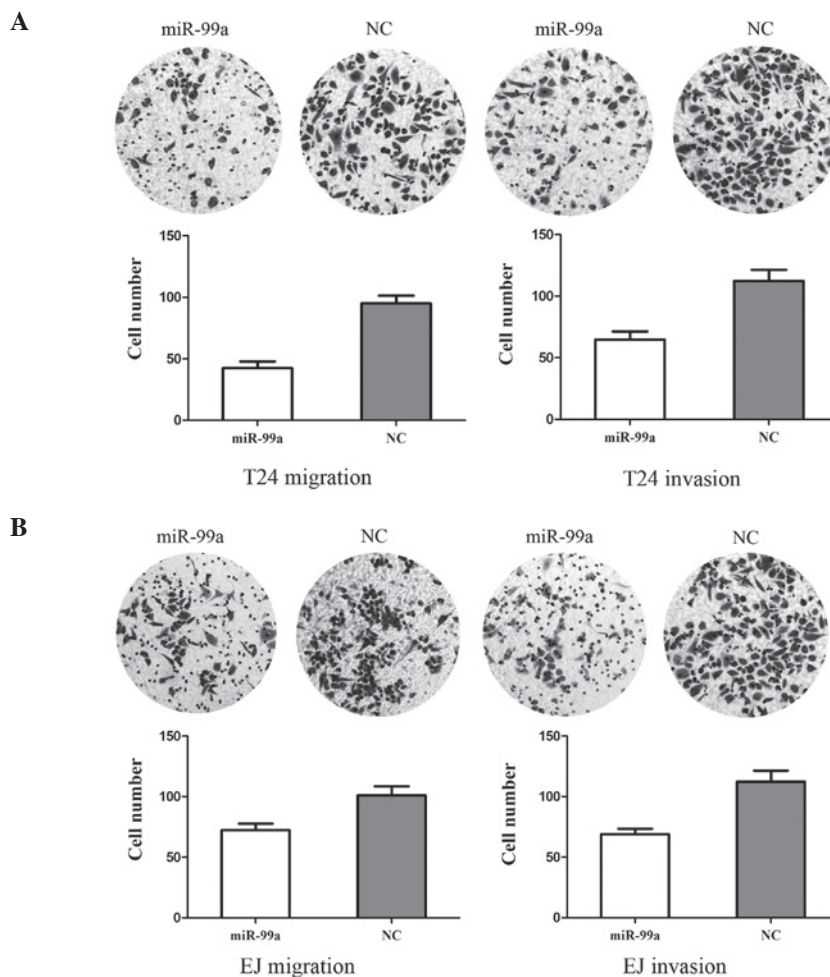 A
miR-99a NC miR-99a NC
150
100
50
0
Cell number
miR-99a NC
T24 migration
150
100
50
0
Cell number
miR-99a NC
T24 invasion
B
miR-99a NC miR-99a NC
150
100
50
0
Cell number
miR-99a NC
EJ migration
150
100
50
0
Cell number
miR-99a NC
EJ invasion